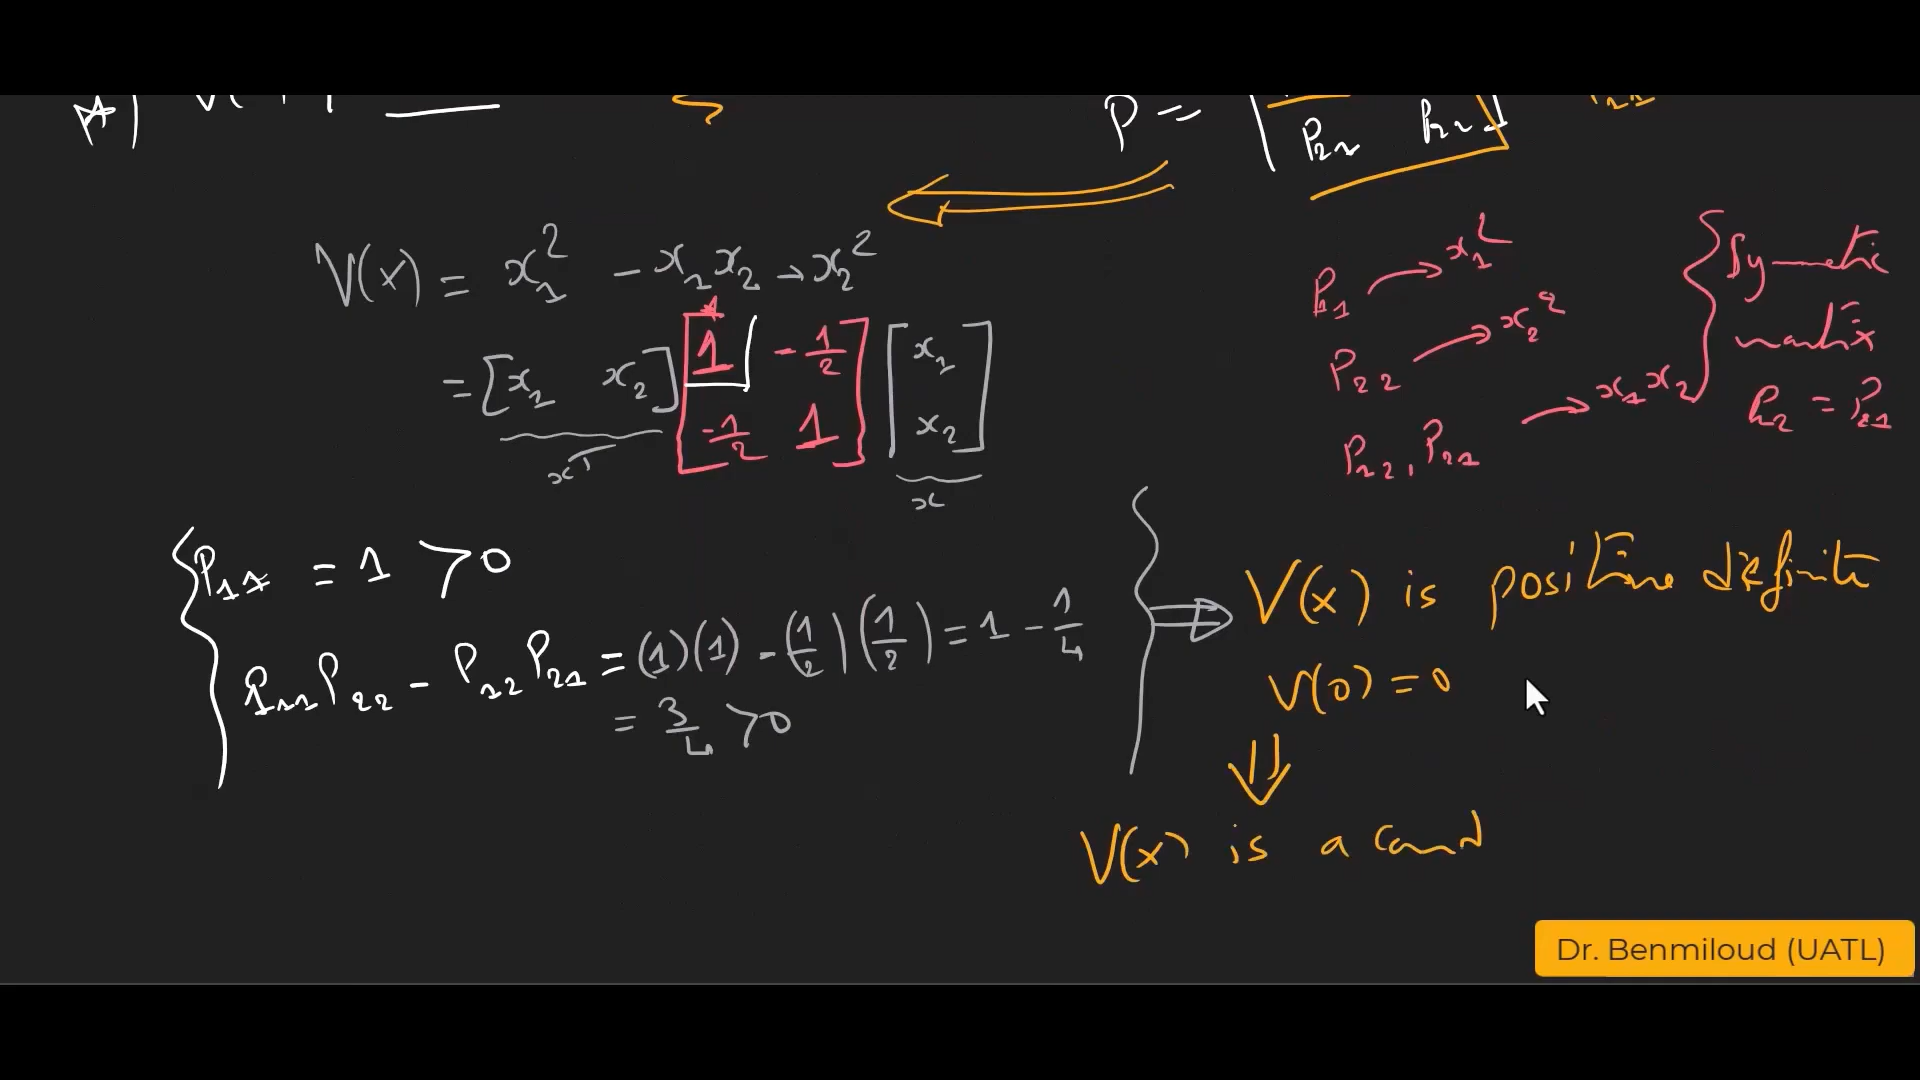 P = [P₂₁ P₂₂]
V(x) = x₁² - x₁x₂ + x₂²
= [x₁ x₂] [1 -1/2; -1/2 1] [x₁; x₂]
xᵀ x
P₁₁ → x₁²
P₂₂ → x₂²
P₁₂, P₂₁ → x₁x₂
Symetric
matrix
P₁₂ = P₂₁
P₁₁ = 1 > 0
P₁₁P₂₂ - P₁₂P₂₁ = (1)(1) - (1/2)(1/2) = 1 - 1/4
= 3/4 > 0
⇒ V(x) is positive definite
V(0) = 0
⇓
V(x) is a cand
Dr. Benmiloud (UATL)